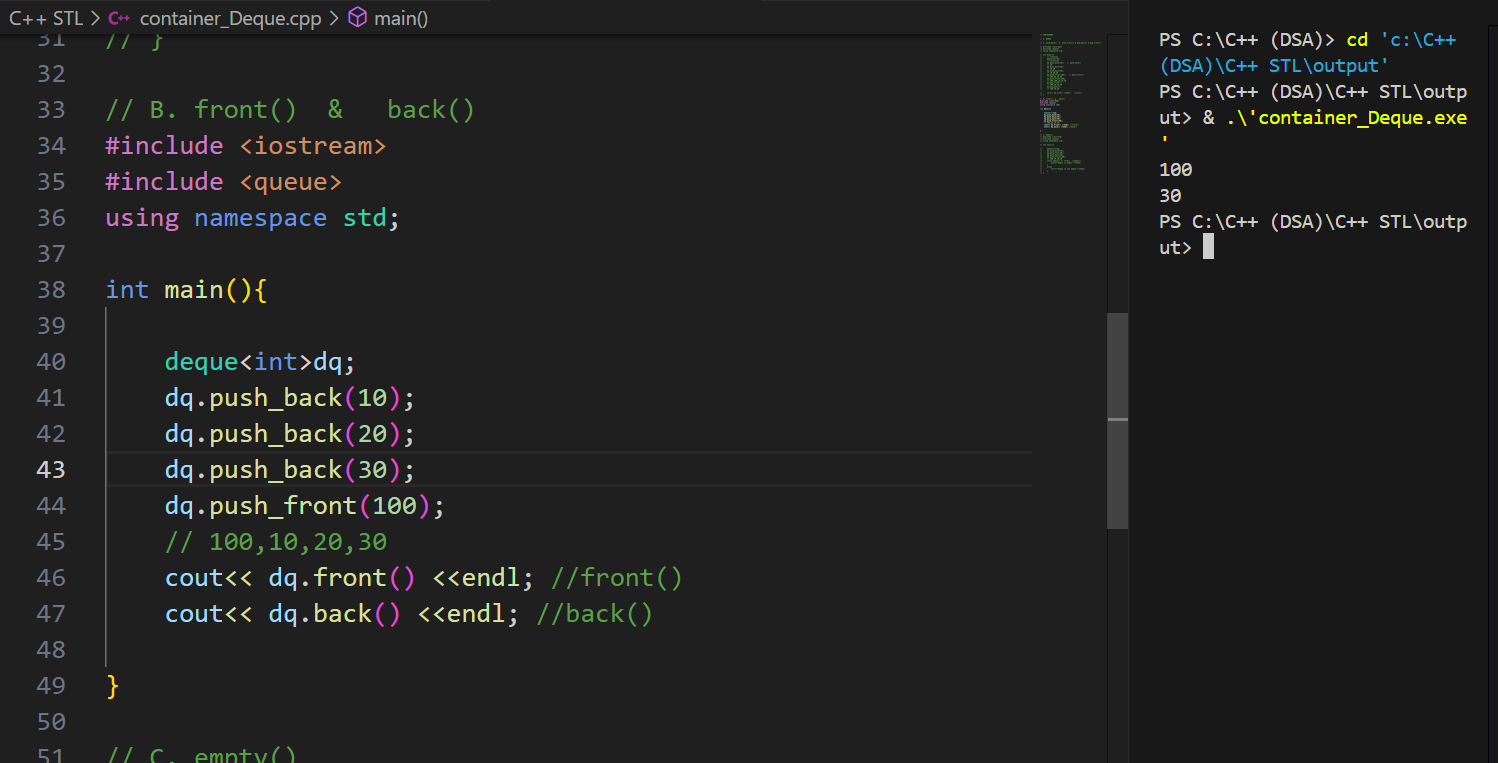 C++ STL > C++ container_Deque.cpp > main()
31 // }
32
33 // B. front()  &   back()
34 #include <iostream>
35 #include <queue>
36 using namespace std;
37
38 int main(){
39
40     deque<int>dq;
41     dq.push_back(10);
42     dq.push_back(20);
43     dq.push_back(30);
44     dq.push_front(100);
45     // 100,10,20,30
46     cout<< dq.front() <<endl; //front()
47     cout<< dq.back() <<endl; //back()
48
49 }
50
51 // C. empty()
PS C:\C++ (DSA)> cd 'c:\C++
(DSA)\C++ STL\output'
PS C:\C++ (DSA)\C++ STL\outp
ut> & .\'container_Deque.exe
'
100
30
PS C:\C++ (DSA)\C++ STL\outp
ut>